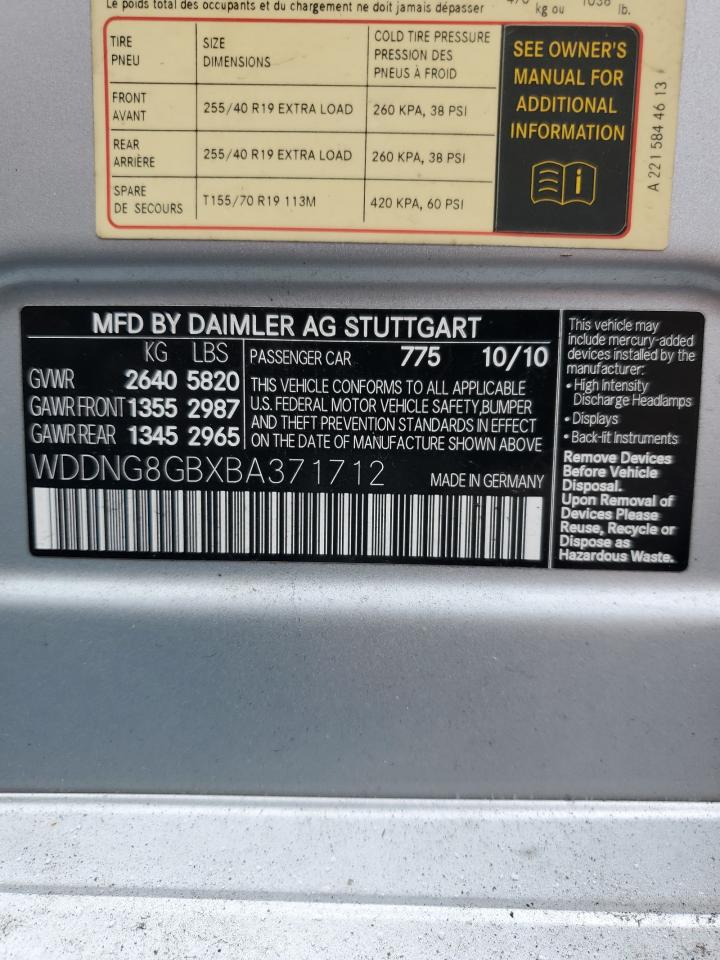 Le poids total des occupants et du chargement ne doit jamais dépasser 470 kg ou 1036 lb.
TIRE PNEU
SIZE DIMENSIONS
COLD TIRE PRESSURE PRESSION DES PNEUS À FROID
FRONT AVANT
255/40 R19 EXTRA LOAD
260 KPA, 38 PSI
REAR ARRIÈRE
255/40 R19 EXTRA LOAD
260 KPA, 38 PSI
SPARE DE SECOURS
T155/70 R19 113M
420 KPA, 60 PSI
SEE OWNER'S
MANUAL FOR
ADDITIONAL
INFORMATION
i
A 221 584 46 13
MFD BY DAIMLER AG STUTTGART
KG LBS
GVWR 2640 5820
GAWR FRONT 1355 2987
GAWR REAR 1345 2965
PASSENGER CAR 775 10/10
THIS VEHICLE CONFORMS TO ALL APPLICABLE
U.S. FEDERAL MOTOR VEHICLE SAFETY,BUMPER
AND THEFT PREVENTION STANDARDS IN EFFECT
ON THE DATE OF MANUFACTURE SHOWN ABOVE
WDDNG8GBXBA371712
MADE IN GERMANY
This vehicle may
include mercury-added
devices installed by the
manufacturer:
• High Intensity
Discharge Headlamps
• Displays
• Back-lit Instruments
Remove Devices
Before Vehicle
Disposal.
Upon Removal of
Devices Please
Reuse, Recycle or
Dispose as
Hazardous Waste.